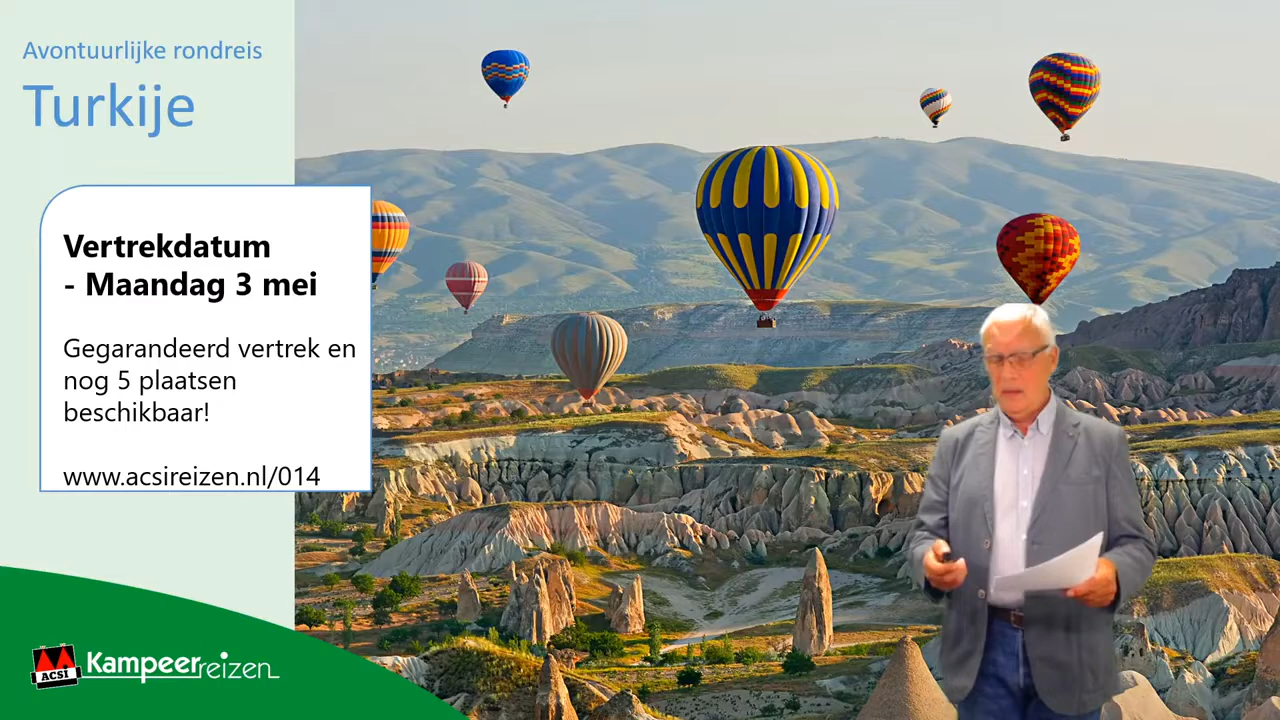 Avontuurlijke rondreis
Turkije
Vertrekdatum
- Maandag 3 mei
Gegarandeerd vertrek en
nog 5 plaatsen
beschikbaar!
www.acsireizen.nl/014
ACSI
Kampeerreizen